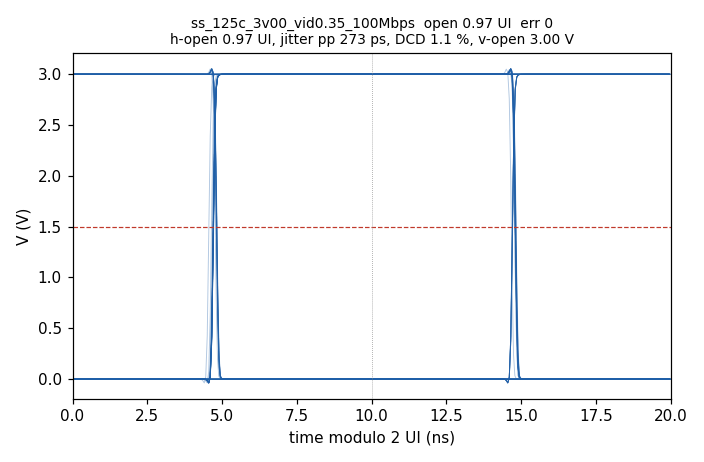 ss_125c_3v00_vid0.35_100Mbps  open 0.97 UI  err 0
h-open 0.97 UI, jitter pp 273 ps, DCD 1.1 %, v-open 3.00 V
3.0
2.5
2.0
1.5
1.0
0.5
0.0
V (V)
0.0 2.5 5.0 7.5 10.0 12.5 15.0 17.5 20.0
time modulo 2 UI (ns)